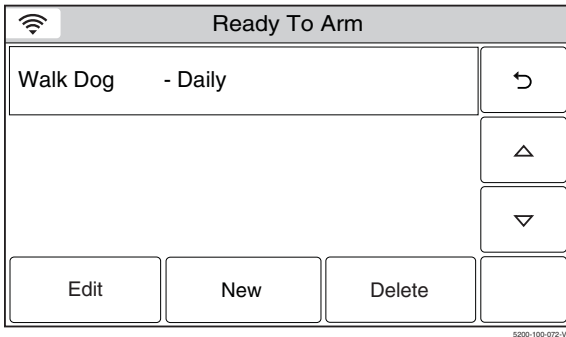 Ready To Arm
Walk Dog - Daily
Edit New Delete
5200-100-072-V